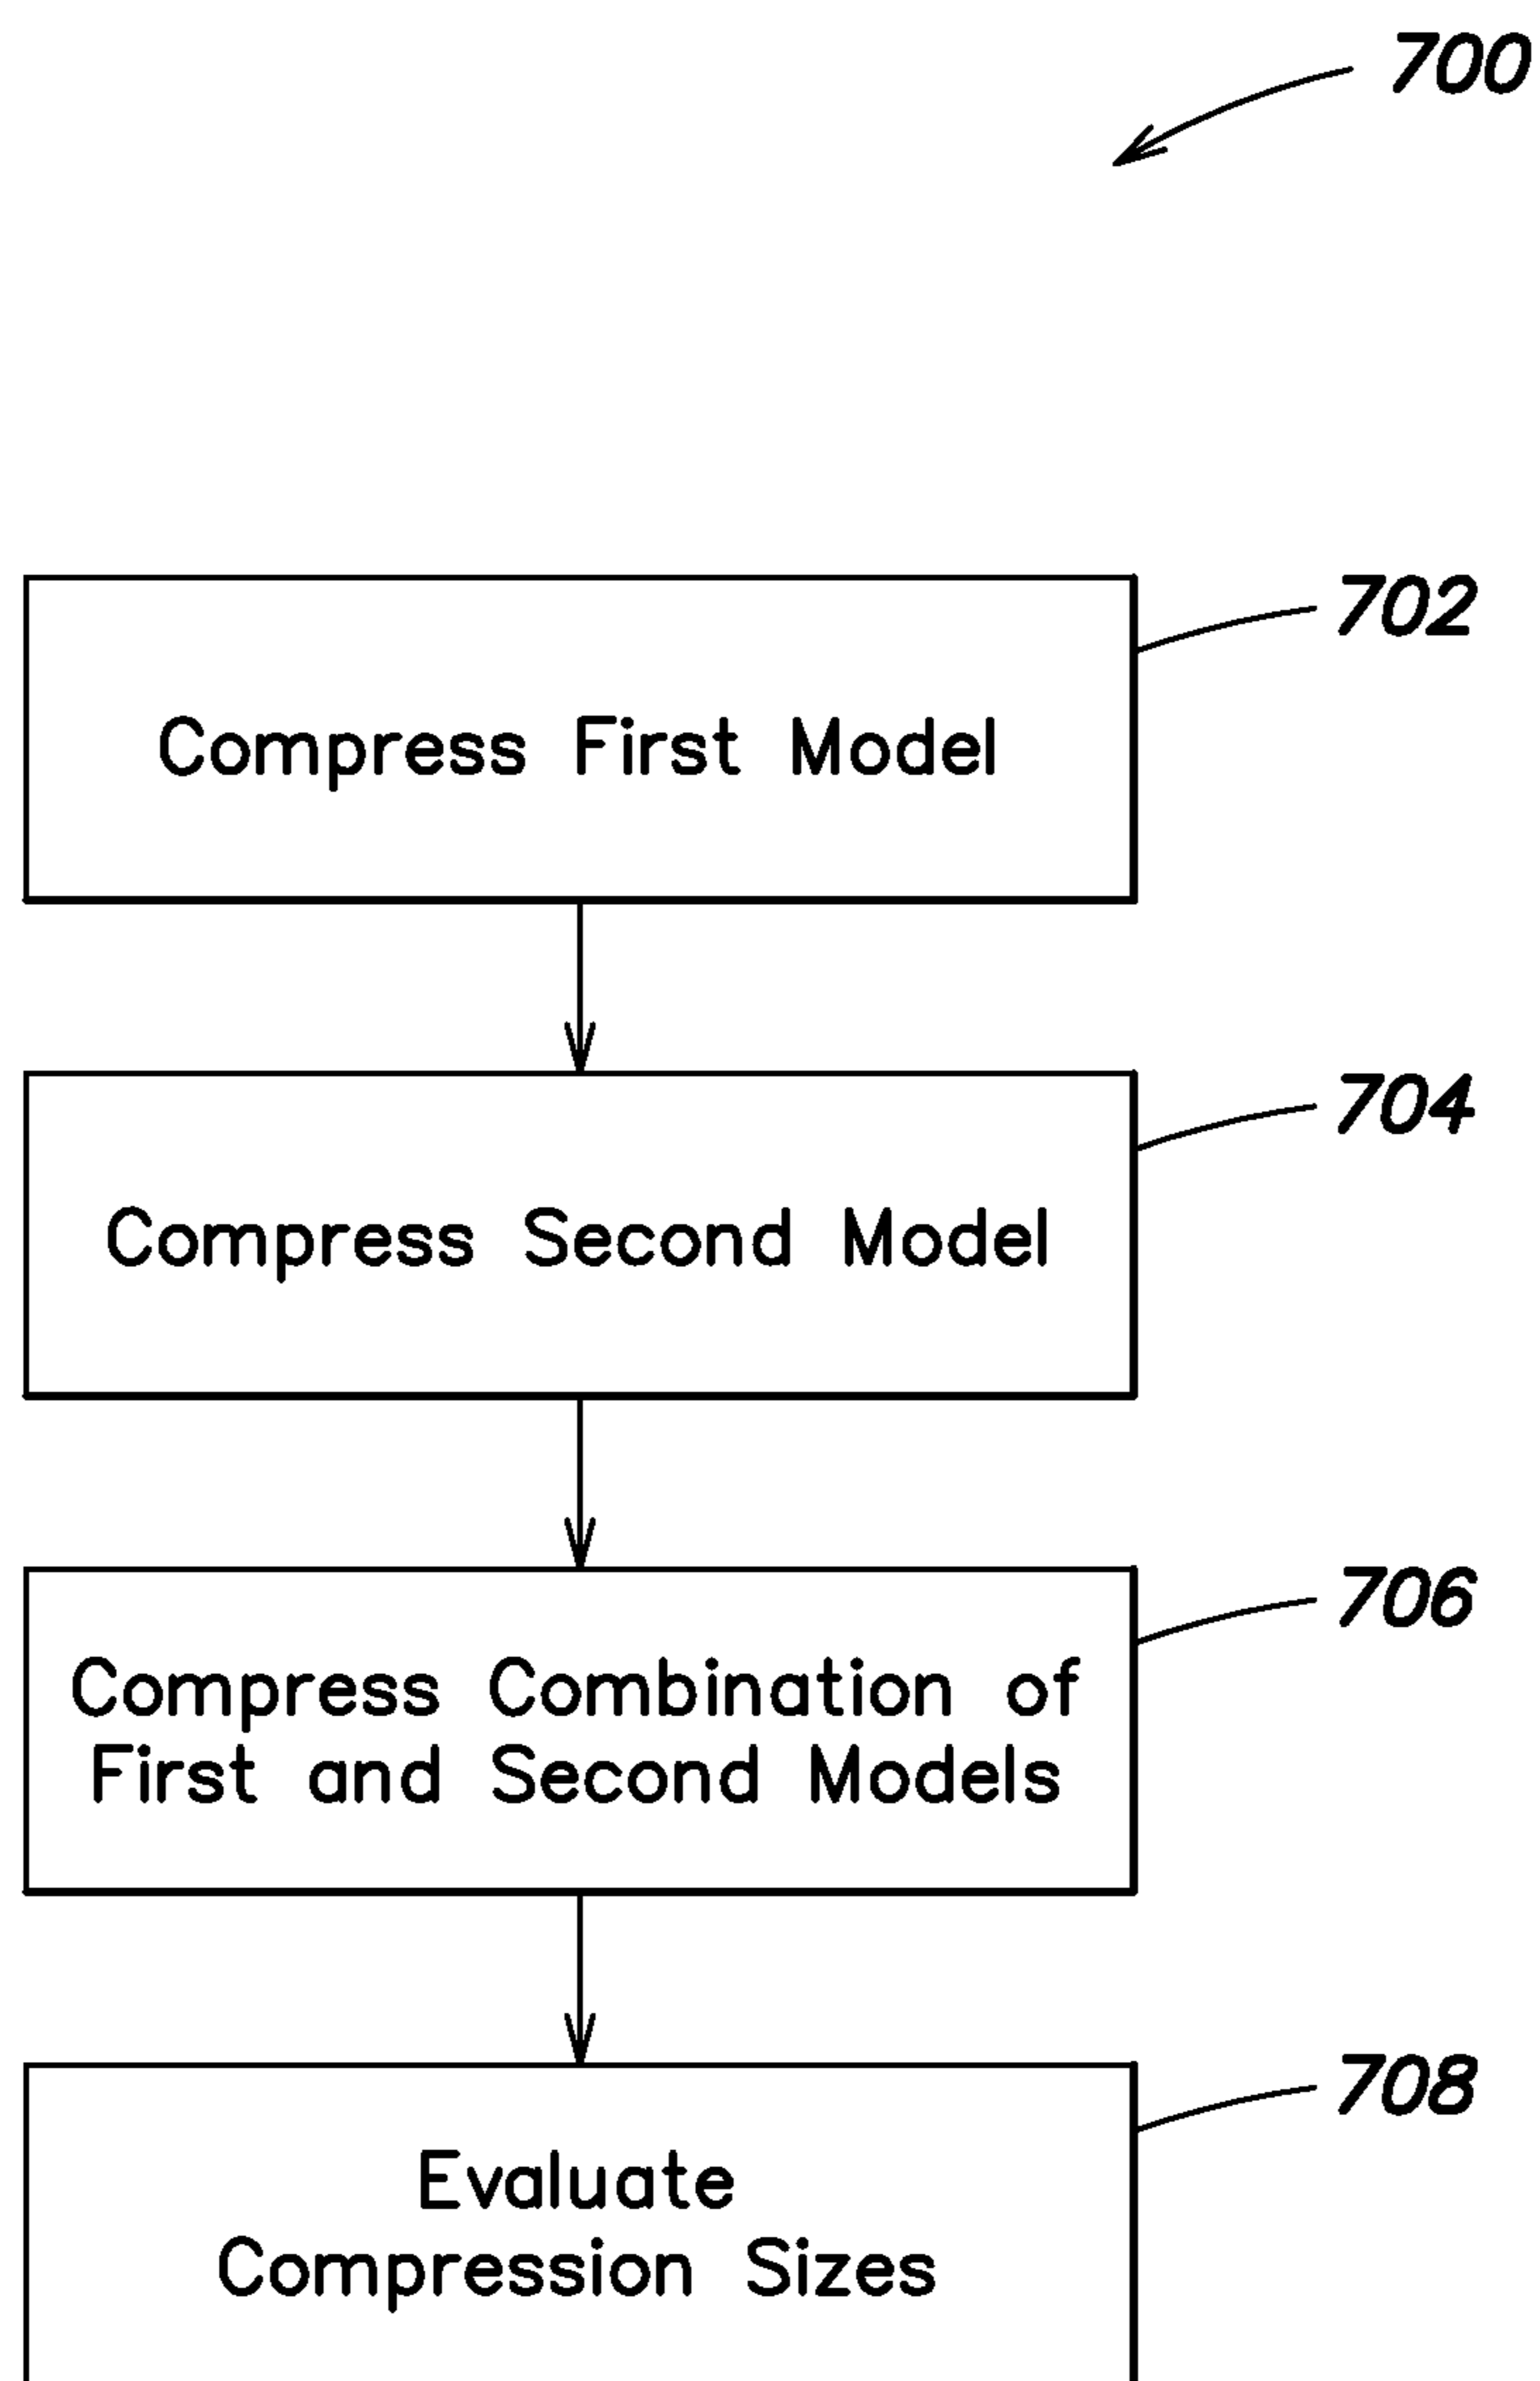 700
702
Compress First Model
704
Compress Second Model
706
Compress Combination of
First and Second Models
708
Evaluate
Compression Sizes